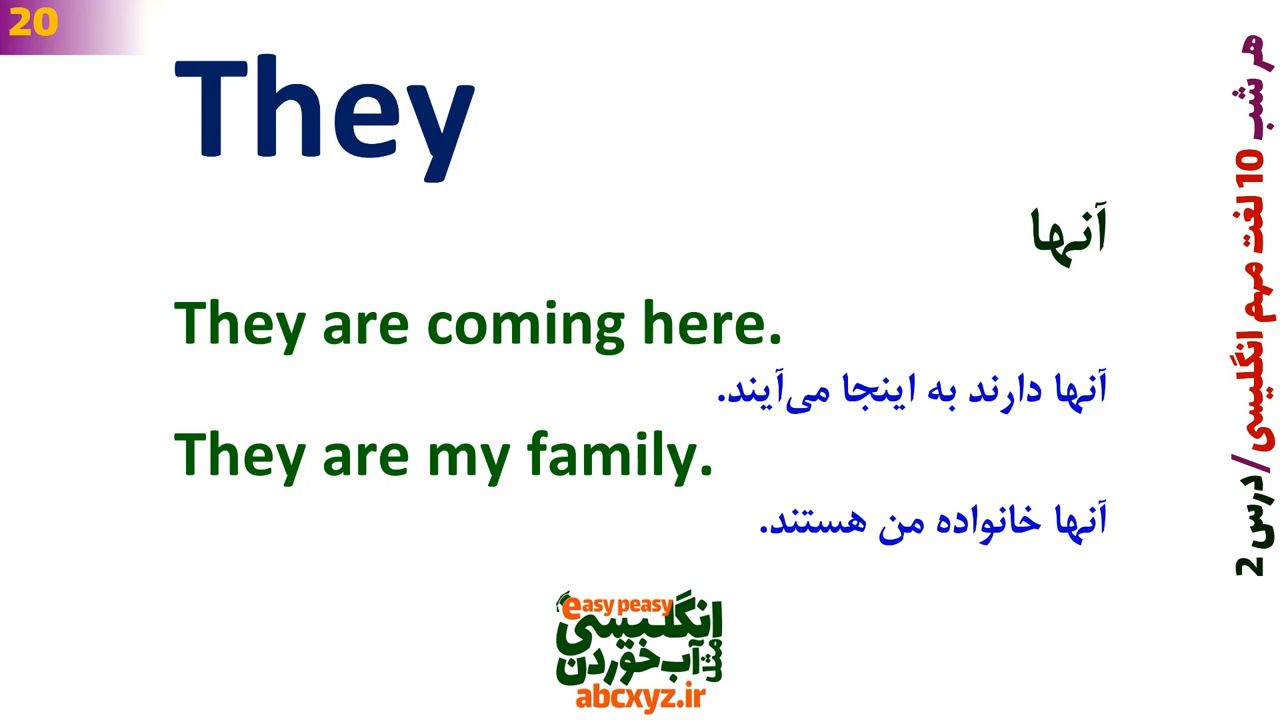 20
They
آنها
They are coming here.
آنها دارند به اینجا می‌آیند.
They are my family.
آنها خانواده من هستند.
هر شب 10 لغت مهم انگلیسی/درس 2
easy peasy
انگلیسی
مثل آب خوردن
abcxyz.ir